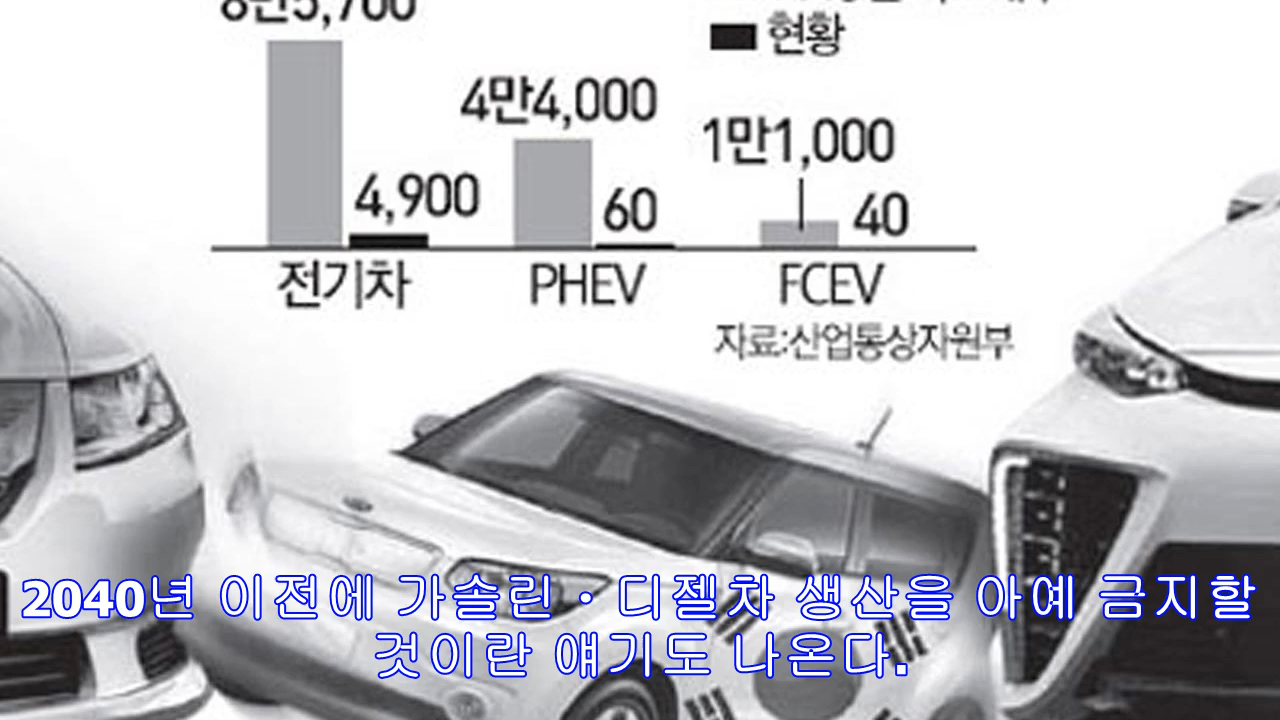 현황
4만4,000
1만1,000
4,900
60
40
전기차
PHEV
FCEV
자료:산업통상자원부
2040년 이전에 가솔린·디젤차 생산을 아예 금지할
것이란 얘기도 나온다.